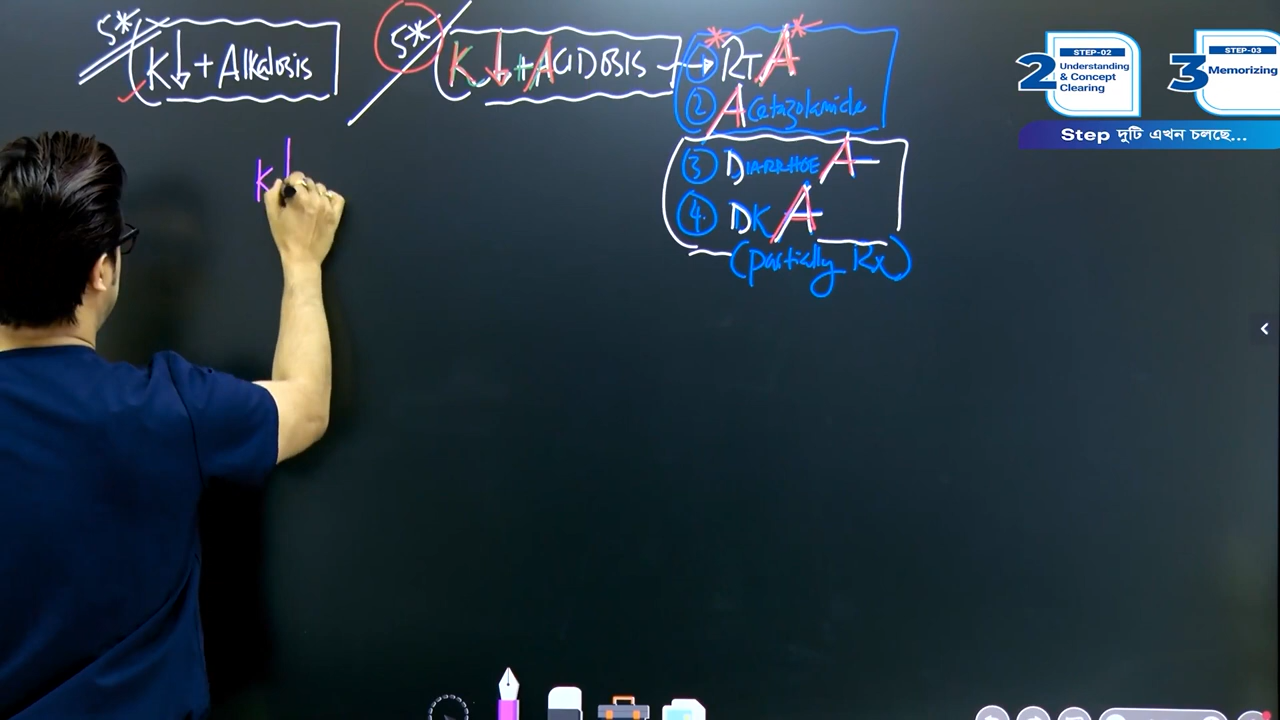 5* K↓ + Alkalosis
5* K↓ + ACIDOSIS → ① RTA
② Acetazolamide
③ DIARRHOEA
④ DKA
(partially Rx)
K
2 STEP-02
Understanding
& Concept
Clearing
3 STEP-03
Memorizing
Step দুটি এখন চলছে...